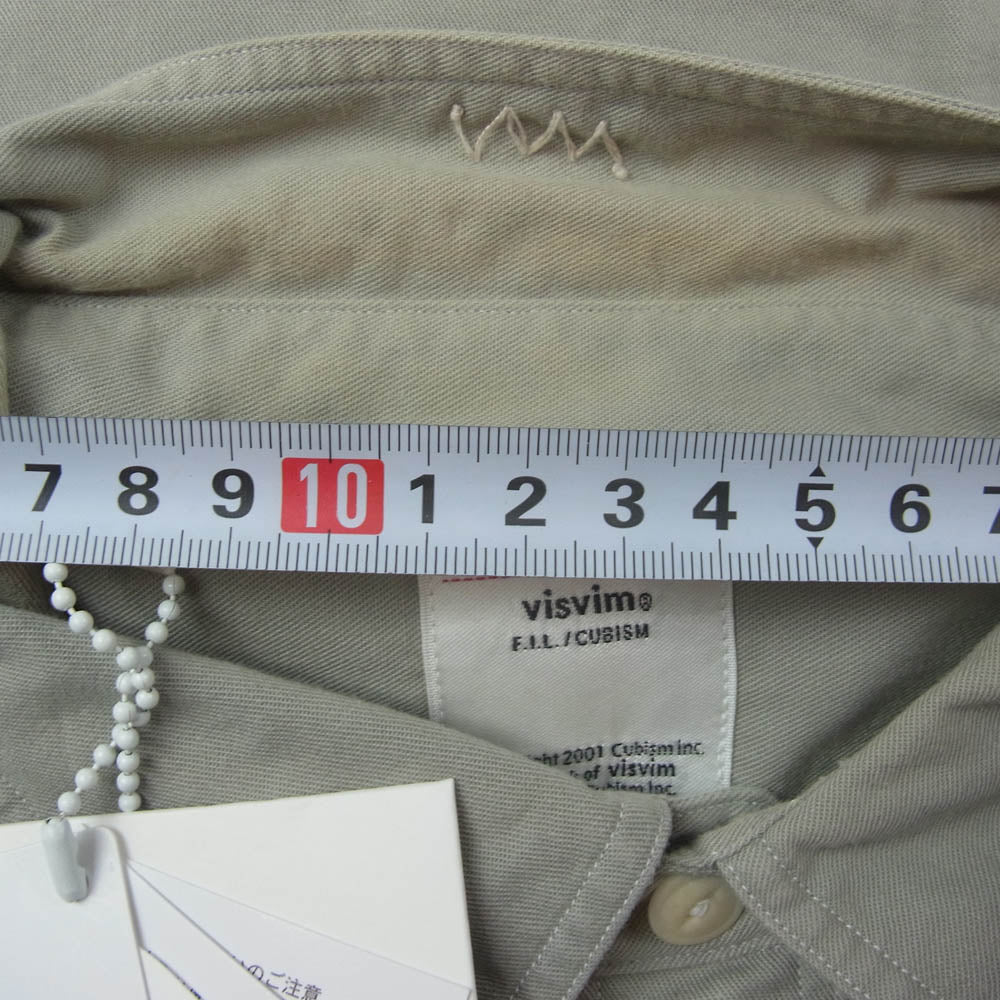 7 8 9 10 1 2 3 4 5 6 7
visvim®
F.I.L. / CUBISM
2001 Cubism Inc.
of visvim
Inc.
のご注意